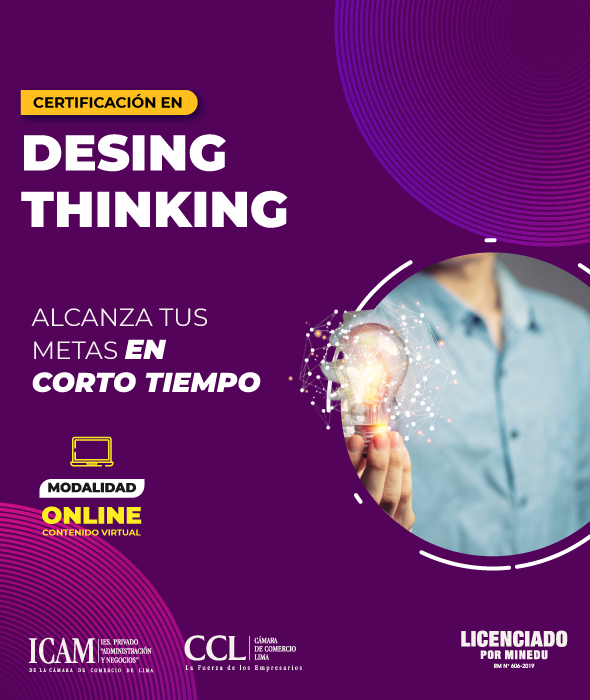 CERTIFICACIÓN EN
DESING
THINKING
ALCANZA TUS
METAS EN
CORTO TIEMPO
MODALIDAD
ONLINE
CONTENIDO VIRTUAL
ICAM
IES. PRIVADO
"ADMINISTRACIÓN
Y NEGOCIOS"
DE LA CÁMARA DE COMERCIO DE LIMA
CCL
CÁMARA
DE COMERCIO
LIMA
La Fuerza de los Empresarios
LICENCIADO
POR MINEDU
RM N° 606-2019